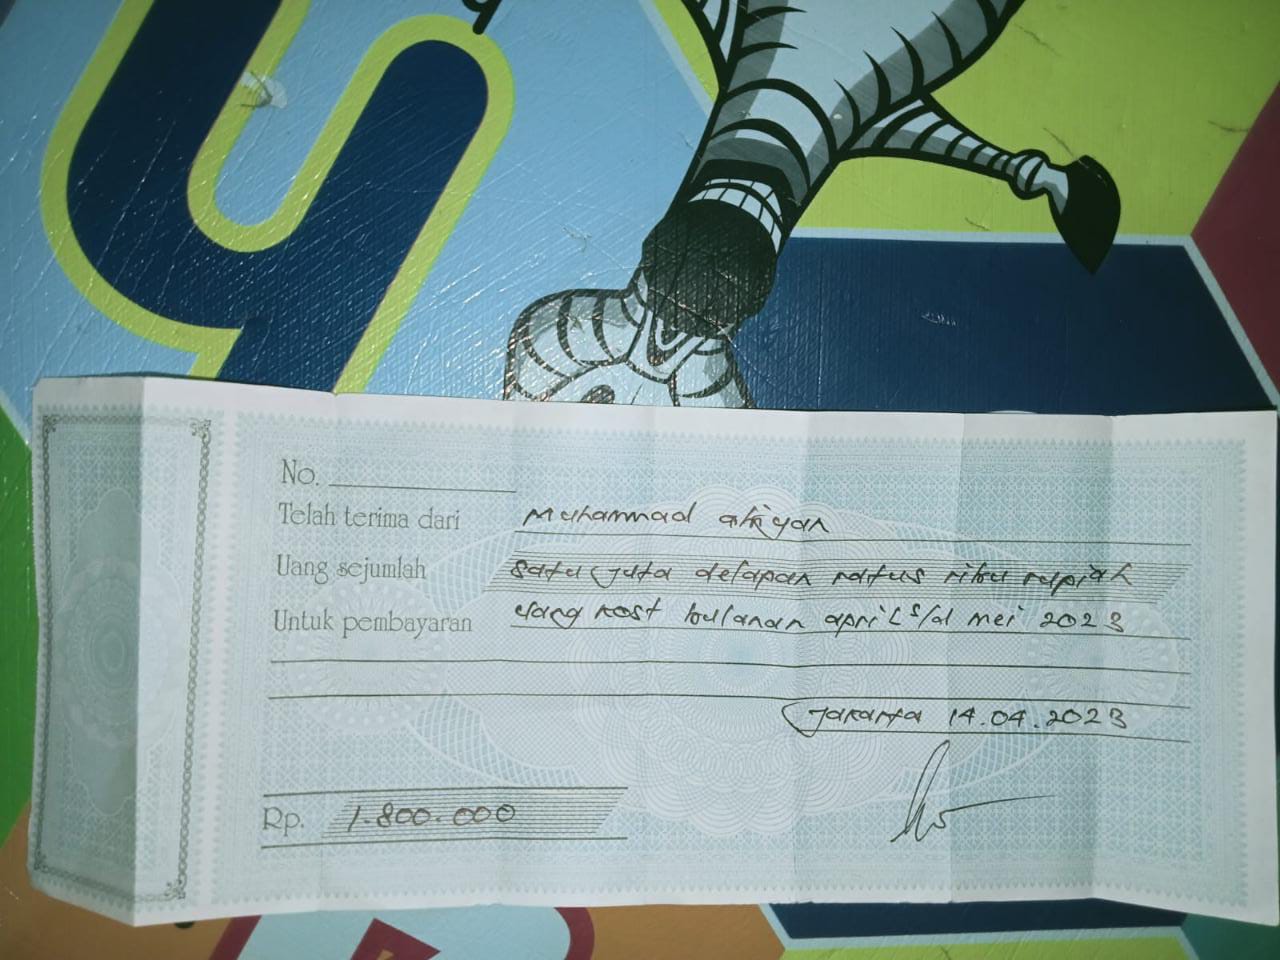 No.
Telah terima dari Muhammad afiyan
Uang sejumlah Satu juta delapan ratus ribu rupiah
Untuk pembayaran uang kost bulanan april s/d mei 2023
Jakarta 14.04.2023
Rp. 1.800.000